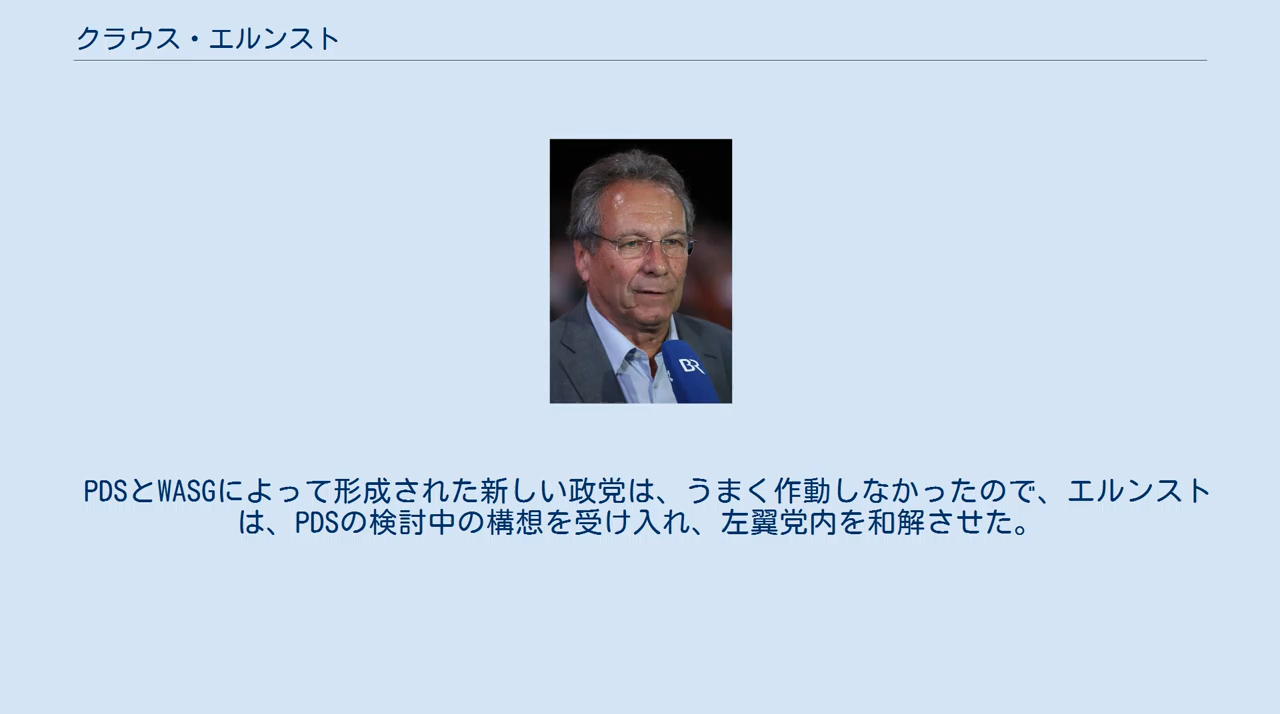 クラウス・エルンスト
BR
PDSとWASGによって形成された新しい政党は、うまく作動しなかったので、エルンスト
は、PDSの検討中の構想を受け入れ、左翼党内を和解させた。